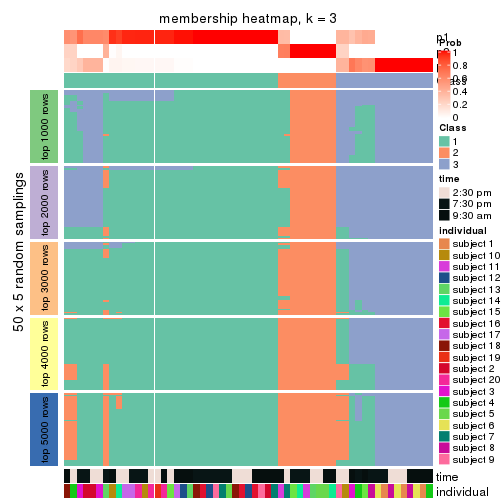 membership heatmap, k = 3
50 x 5 random samplings
top 1000 rows
top 2000 rows
top 3000 rows
top 4000 rows
top 5000 rows
p1
Prob
1
0.8
0.6
0.4
0.2
0
Class
1
2
3
time
2:30 pm
7:30 pm
9:30 am
individual
subject 1
subject 10
subject 11
subject 12
subject 13
subject 14
subject 15
subject 16
subject 17
subject 18
subject 19
subject 2
subject 20
subject 3
subject 4
subject 5
subject 6
subject 7
subject 8
subject 9
time
individual